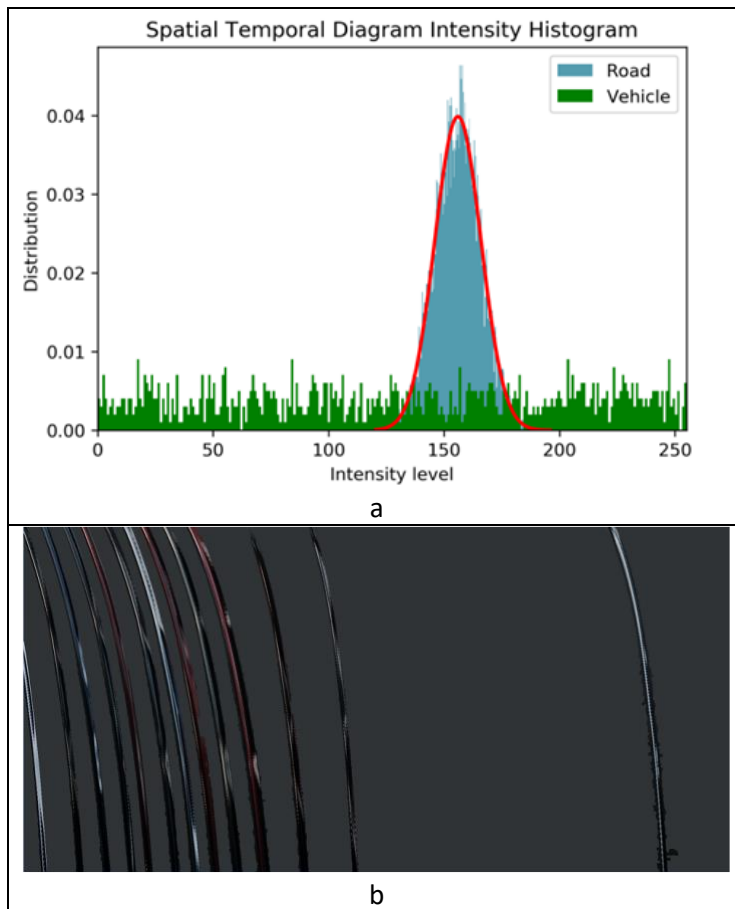 Spatial Temporal Diagram Intensity Histogram
Road
Vehicle
Distribution
0.04
0.03
0.02
0.01
0.00
0 50 100 150 200 250
Intensity level
a
b